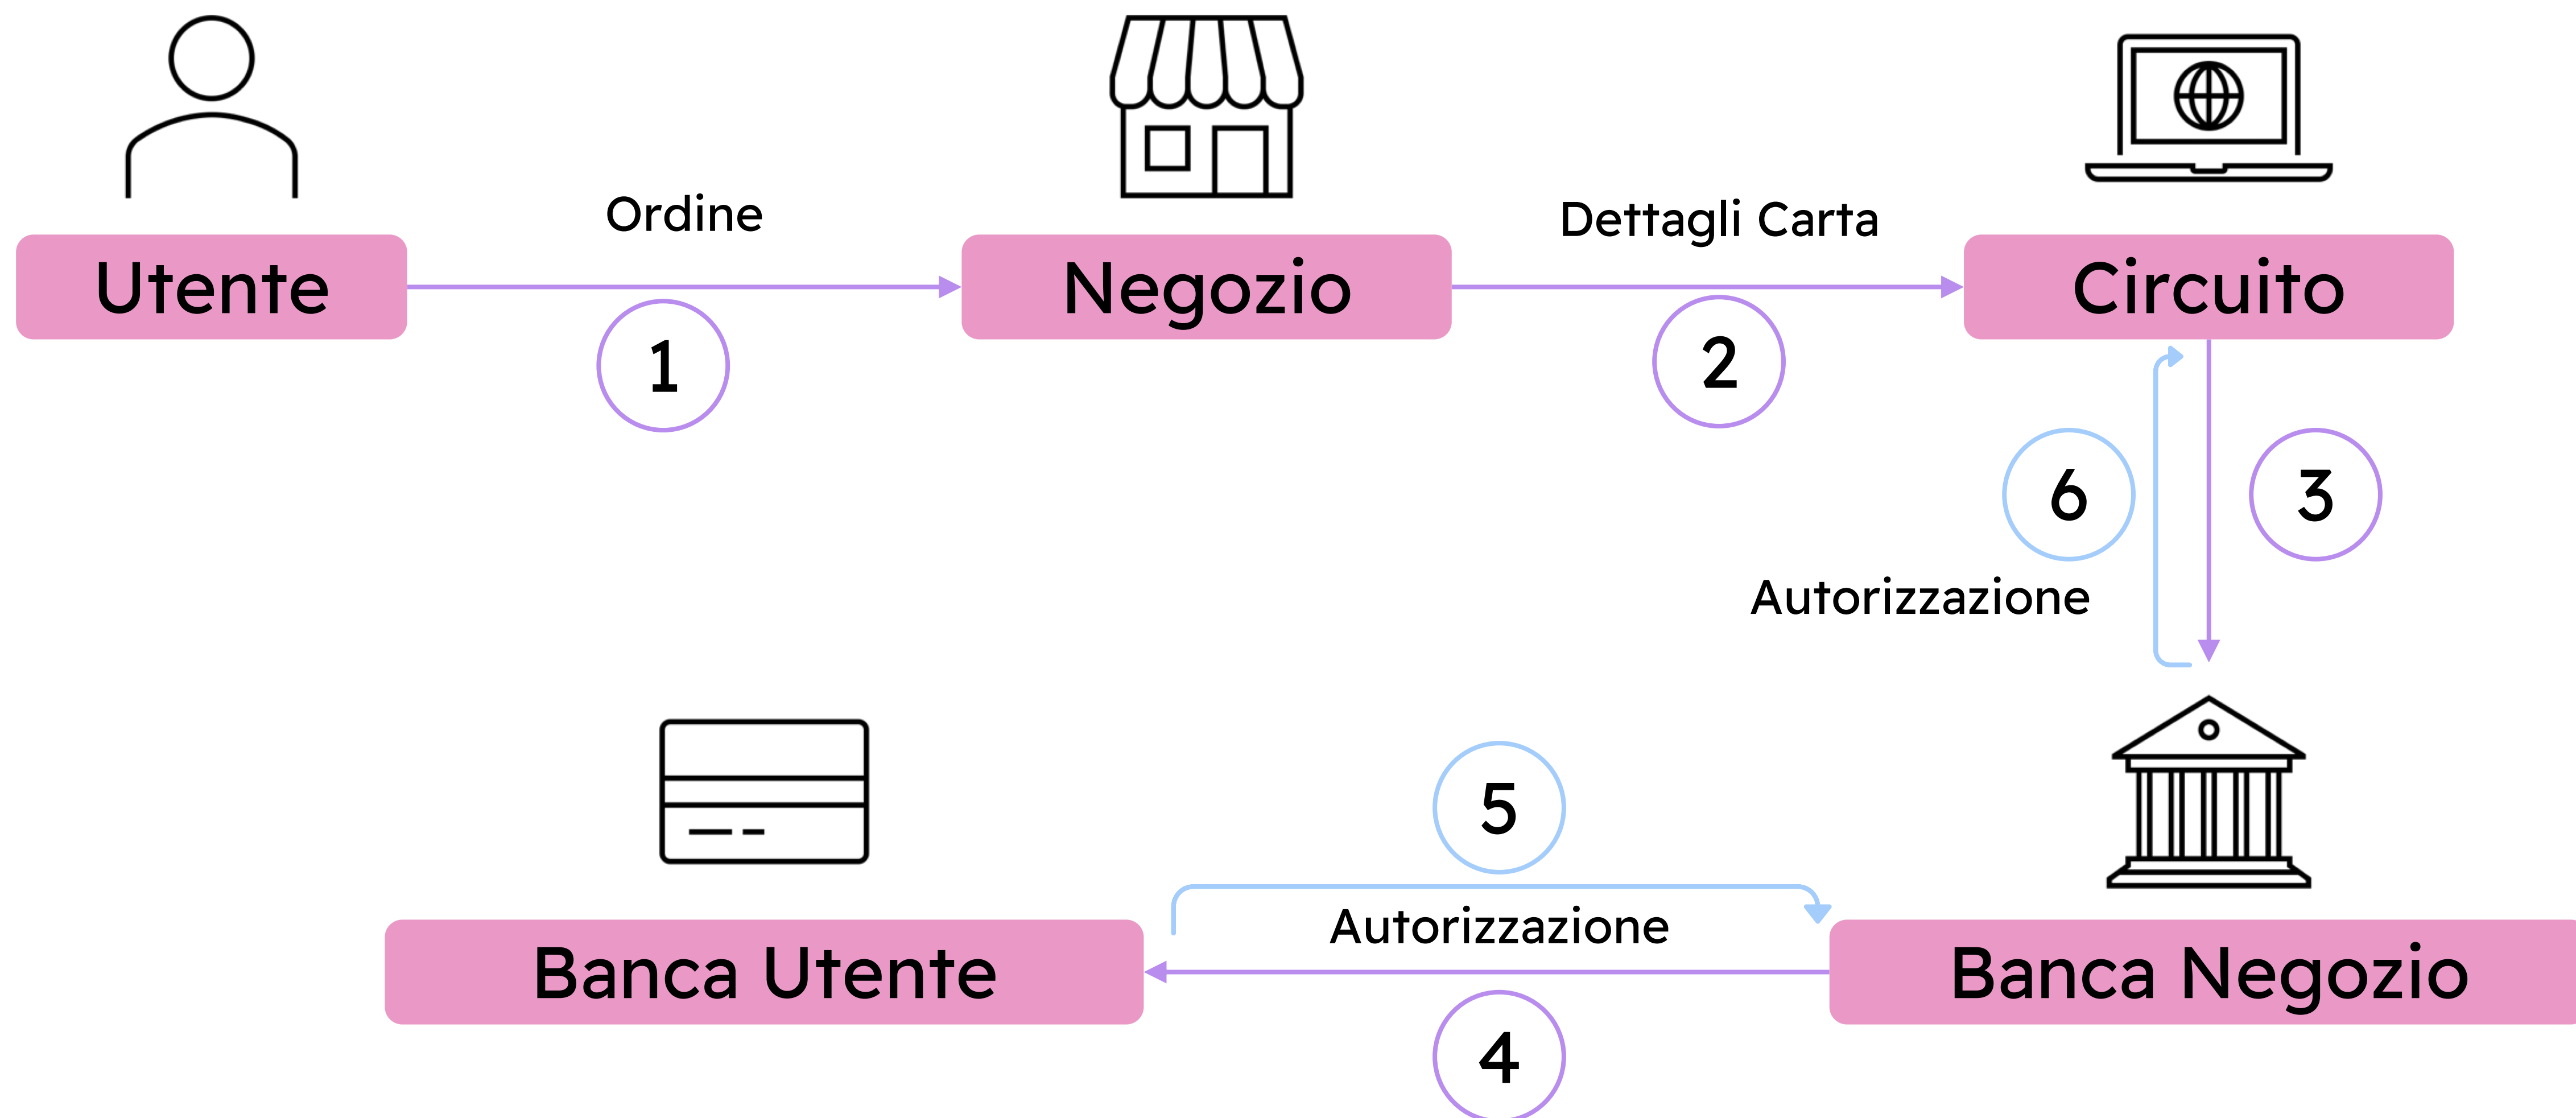 Ordine
Dettagli Carta
Utente
Negozio
Circuito
1
2
6
3
Autorizzazione
5
Autorizzazione
Banca Utente
Banca Negozio
4